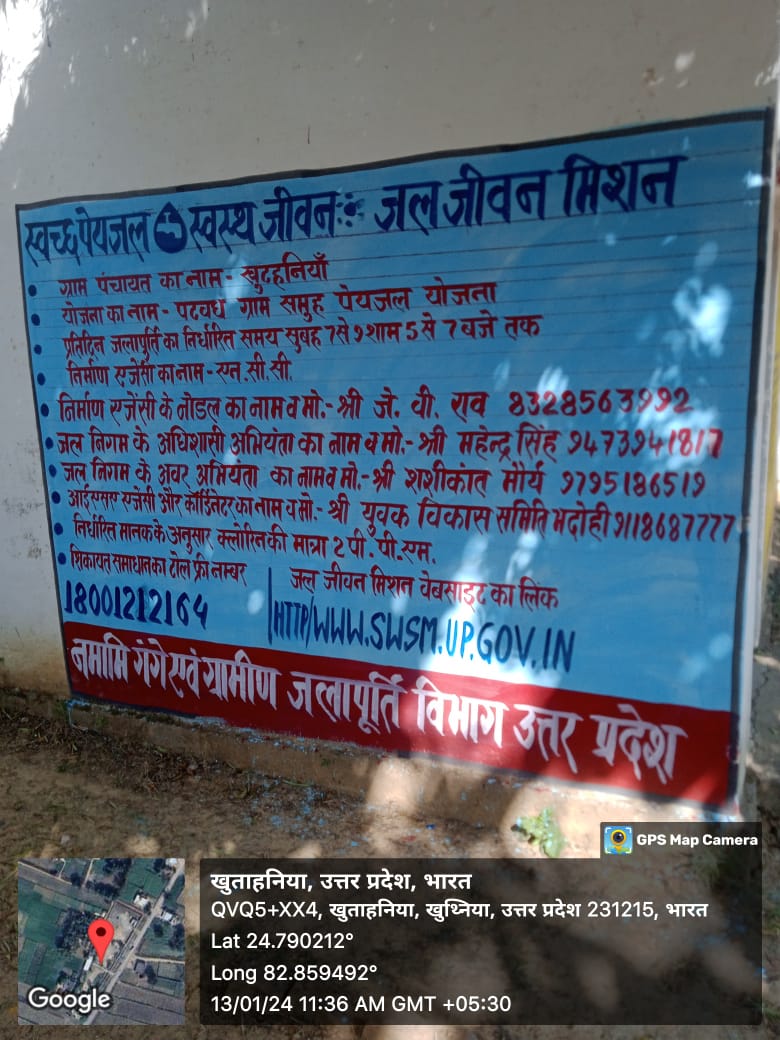 स्वच्छ पेयजल स्वस्थ जीवन :: जल जीवन मिशन
ग्राम पंचायत का नाम - खुटहनियाँ
योजना का नाम - पटवध ग्राम समुह पेयजल योजना
प्रतिदिन जलापुर्ति का निर्धारित समय सुबह 7 से 9 शाम 5 से 7 बजे तक
निर्माण एजेंसी का नाम - एन.सी.सी.
निर्माण एजेंसी के नोडल का नाम व मो.- श्री जे. वी. राव 8328563992
जल निगम के अधिशासी अभियंता का नाम व मो.- श्री महेन्द्र सिंह 9473941817
जल निगम के अवर अभियंता का नाम व मो.- श्री शशीकांत मौर्य 9795186519
आई एस ए एजेंसी और कॉर्डिनेटर का नाम व मो.- श्री युवक विकास समिति भदोही 9118687777
निर्धारित मानक के अनुसार क्लोरिन की मात्रा 2 पी. पी. एम.
शिकायत समाधान का टोल फ्री नम्बर
18001212164
जल जीवन मिशन वेबसाइट का लिंक
HTTP/WWW.SWSM.UP.GOV.IN
नमामि गंगे एवं ग्रामीण जलापूर्ति विभाग उत्तर प्रदेश
GPS Map Camera
खुताहनिया, उत्तर प्रदेश, भारत
QVQ5+XX4, खुताहनिया, खुथ्निया, उत्तर प्रदेश 231215, भारत
Lat 24.790212°
Long 82.859492°
13/01/24 11:36 AM GMT +05:30
Google